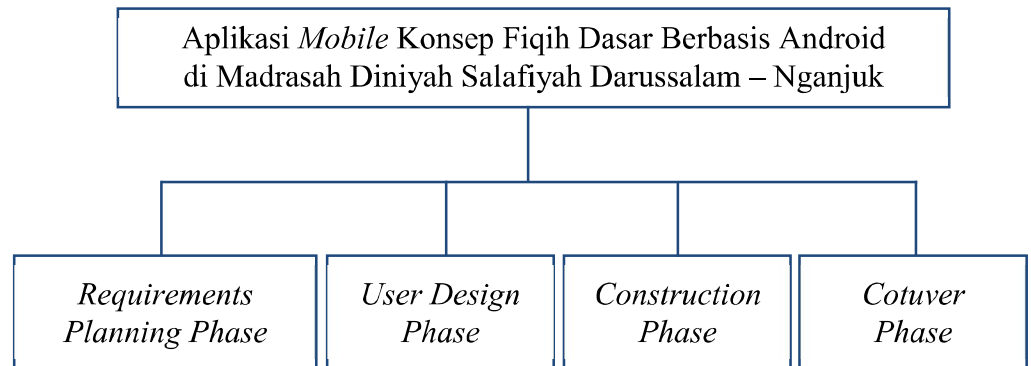 Aplikasi Mobile Konsep Fiqih Dasar Berbasis Android
di Madrasah Diniyah Salafiyah Darussalam – Nganjuk
Requirements
Planning Phase
User Design
Phase
Construction
Phase
Cotuver
Phase